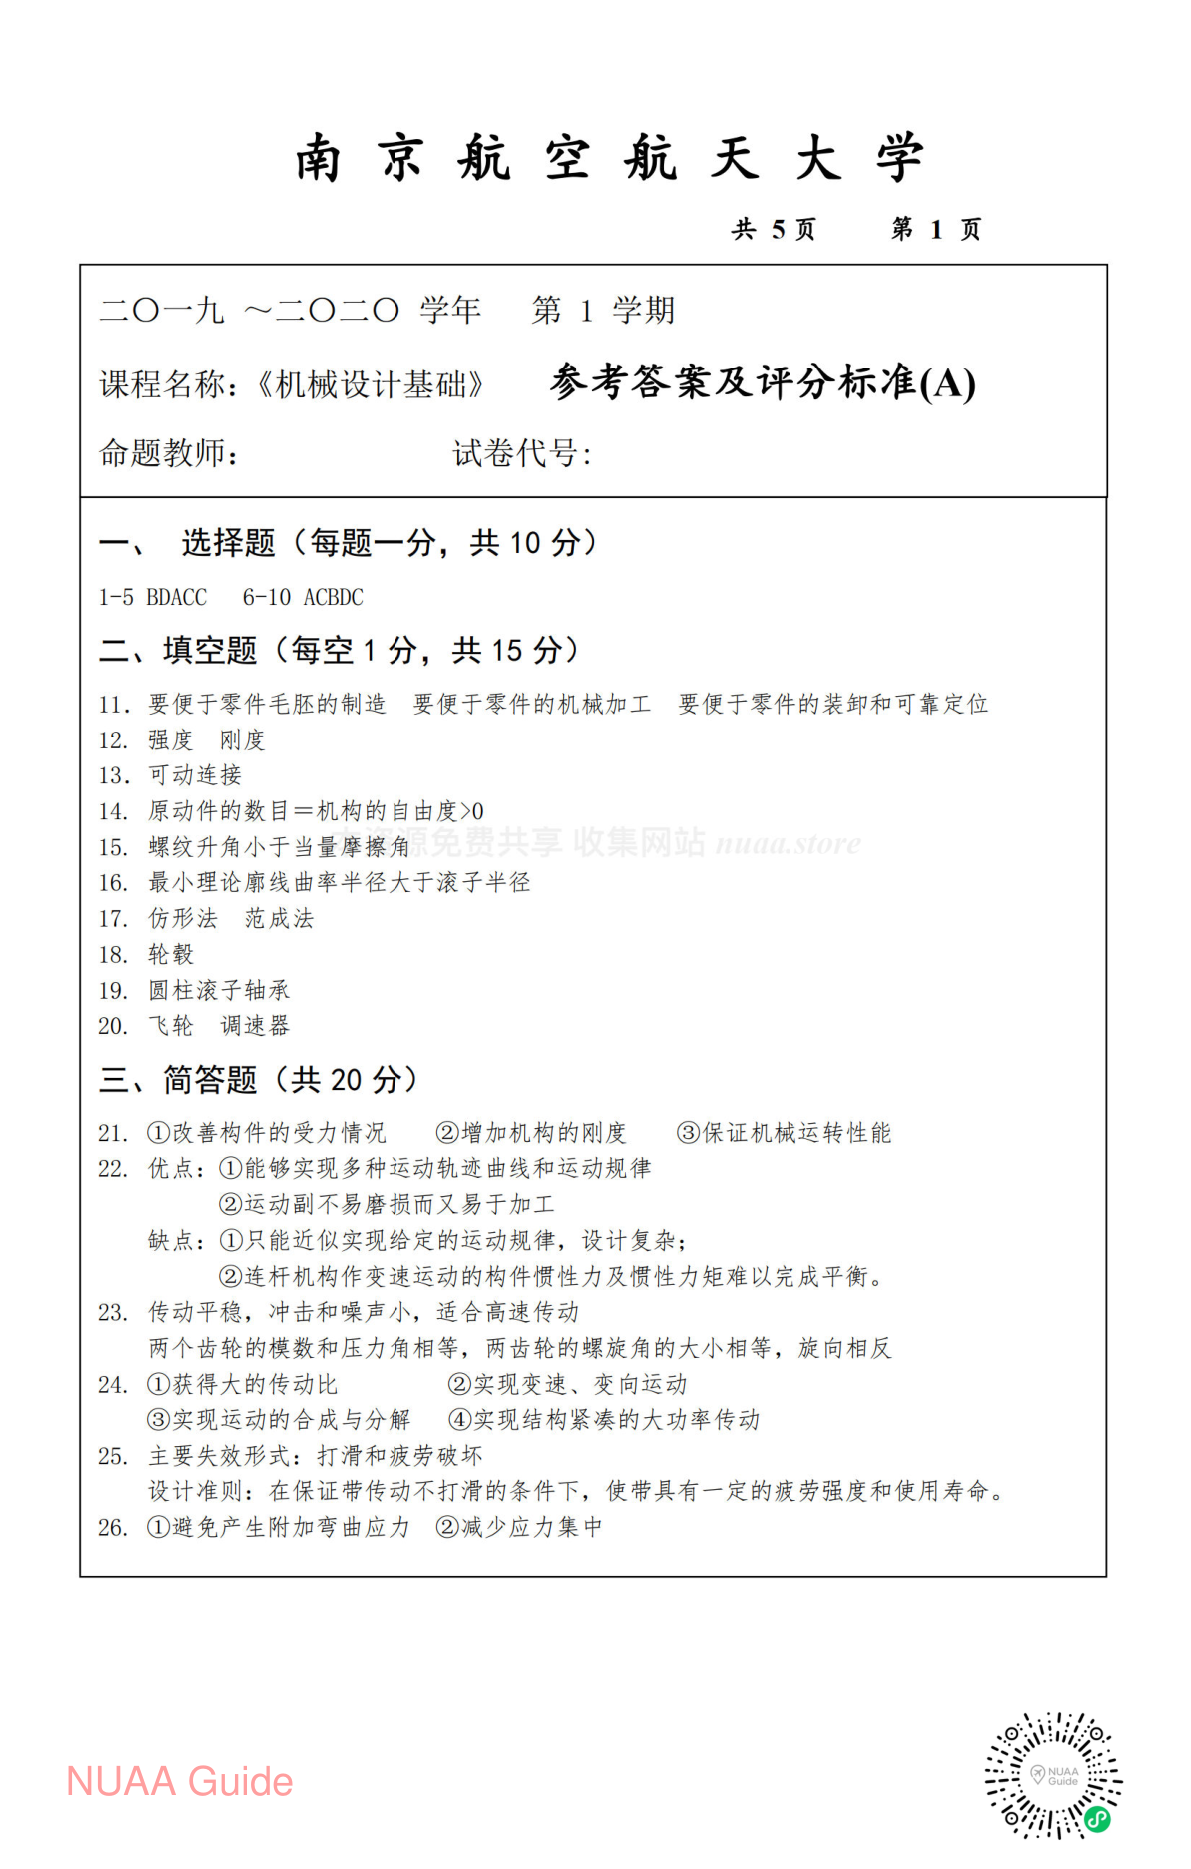 南京航空航天大学
共 5 页 第 1 页
二〇一九 ～二〇二〇 学年 第 1 学期
课程名称：《机械设计基础》 参考答案及评分标准(A)
命题教师： 试卷代号：
一、 选择题（每题一分，共 10 分）
1-5 BDACC 6-10 ACBDC
二、填空题（每空 1 分，共 15 分）
11. 要便于零件毛胚的制造 要便于零件的机械加工 要便于零件的装卸和可靠定位
12. 强度 刚度
13. 可动连接
14. 原动件的数目＝机构的自由度>0
15. 螺纹升角小于当量摩擦角
资源免费共享 收集网站 nuaa.store
16. 最小理论廓线曲率半径大于滚子半径
17. 仿形法 范成法
18. 轮毂
19. 圆柱滚子轴承
20. 飞轮 调速器
三、简答题（共 20 分）
21. ①改善构件的受力情况 ②增加机构的刚度 ③保证机械运转性能
22. 优点：①能够实现多种运动轨迹曲线和运动规律
②运动副不易磨损而又易于加工
缺点：①只能近似实现给定的运动规律，设计复杂；
②连杆机构作变速运动的构件惯性力及惯性力矩难以完成平衡。
23. 传动平稳，冲击和噪声小，适合高速传动
两个齿轮的模数和压力角相等，两齿轮的螺旋角的大小相等，旋向相反
24. ①获得大的传动比 ②实现变速、变向运动
③实现运动的合成与分解 ④实现结构紧凑的大功率传动
25. 主要失效形式：打滑和疲劳破坏
设计准则：在保证带传动不打滑的条件下，使带具有一定的疲劳强度和使用寿命。
26. ①避免产生附加弯曲应力 ②减少应力集中
NUAA Guide
NUAA
Guide